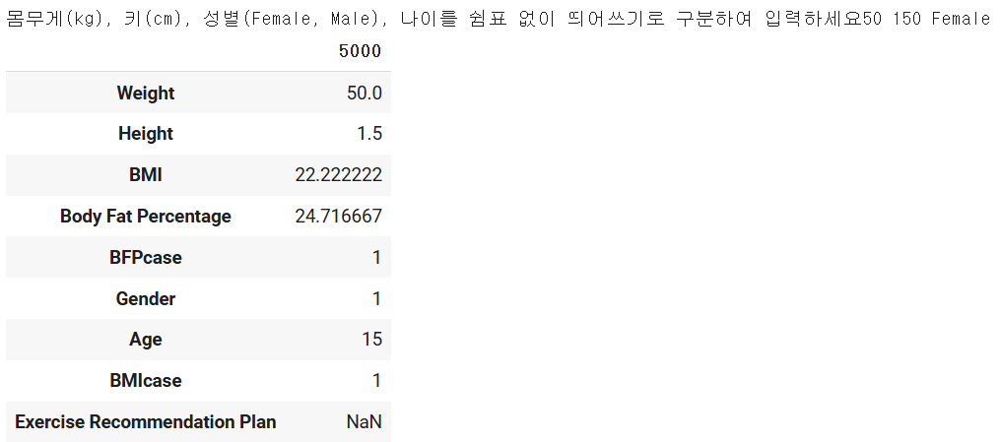 몸무게(kg), 키(cm), 성별(Female, Male), 나이를 쉼표 없이 띄어쓰기로 구분하여 입력하세요50 150 Female
5000
Weight 50.0
Height 1.5
BMI 22.222222
Body Fat Percentage 24.716667
BFPcase 1
Gender 1
Age 15
BMIcase 1
Exercise Recommendation Plan NaN